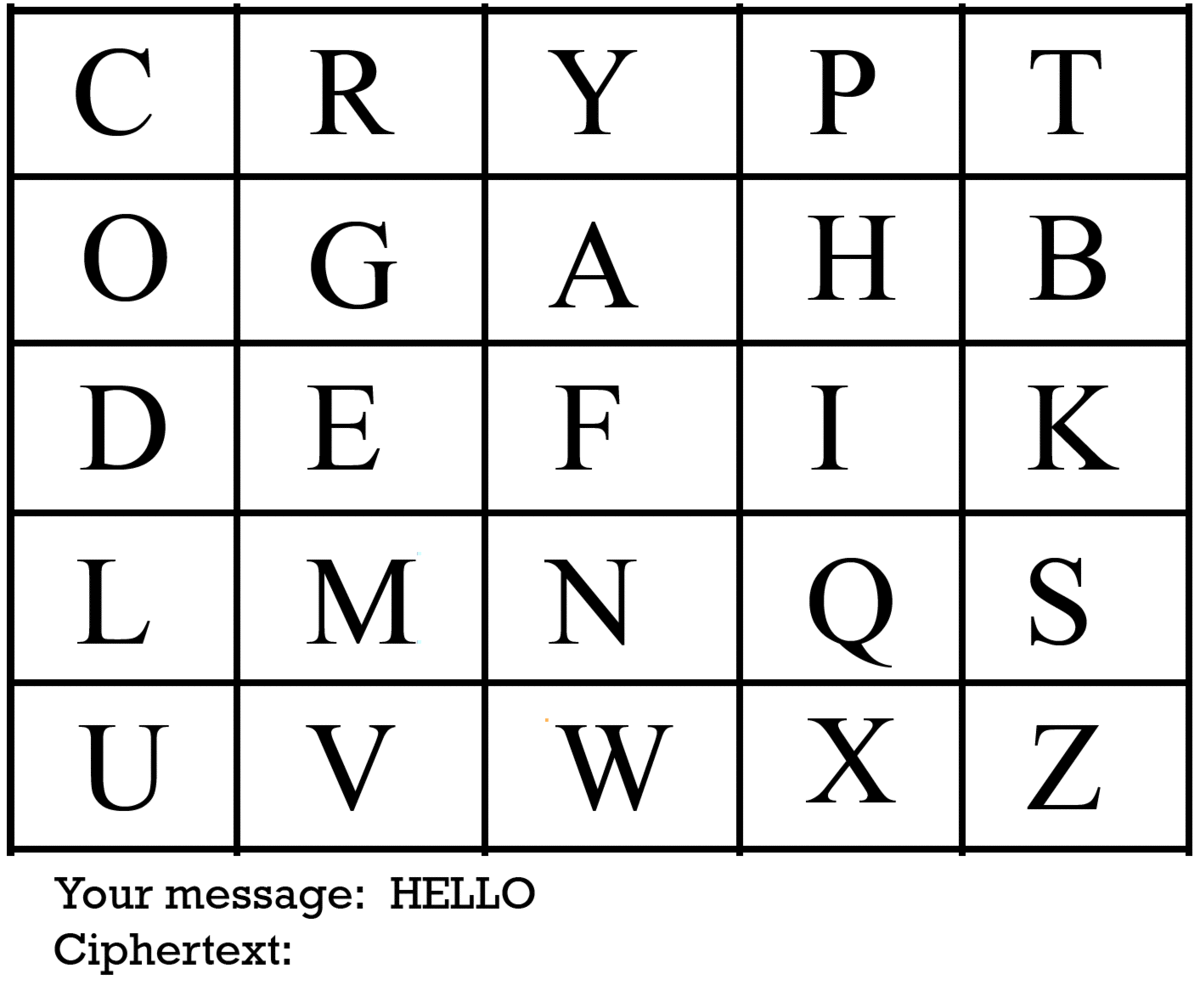 C R Y P T
O G A H B
D E F I K
L M N Q S
U V W X Z
Your message: HELLO
Ciphertext: